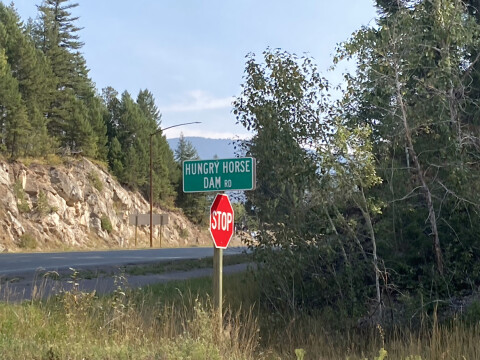 HUNGRY HORSE
DAM RD
STOP